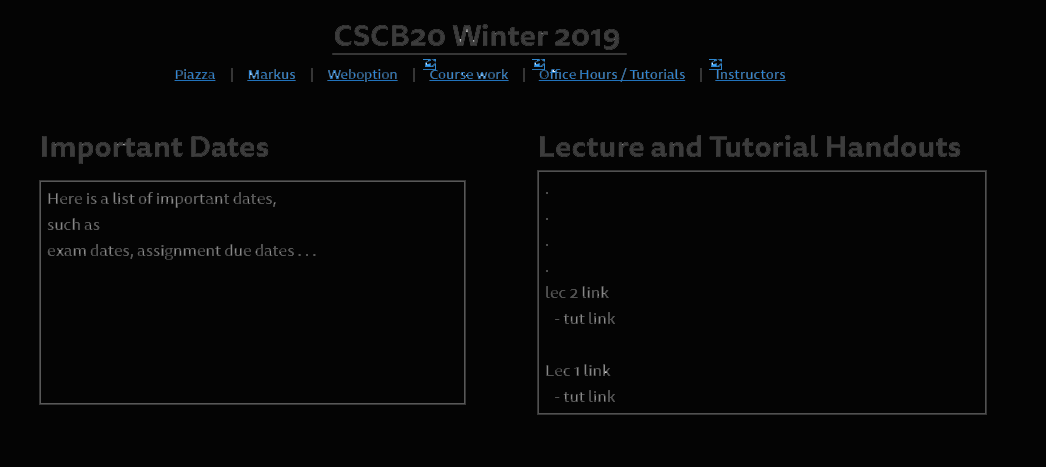 CSCB20 Winter 2019
Piazza | Markus | Weboption | Course work | Office Hours / Tutorials | Instructors
Important Dates
Here is a list of important dates,
such as
exam dates, assignment due dates . . .
Lecture and Tutorial Handouts
.
.
.
.
lec 2 link
- tut link
Lec 1 link
- tut link